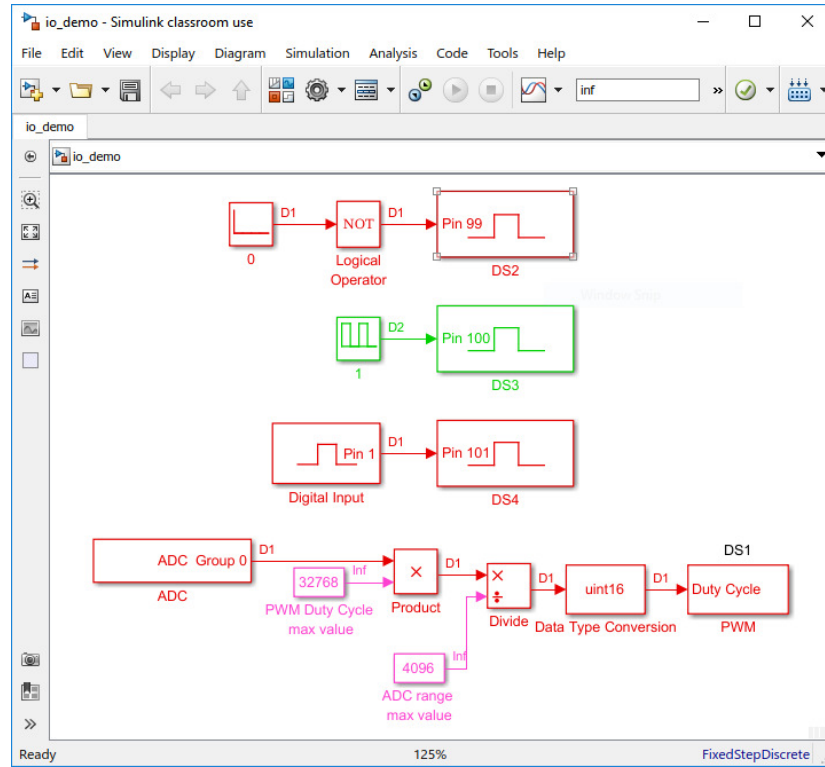 io_demo - Simulink classroom use
File Edit View Display Diagram Simulation Analysis Code Tools Help
inf
io_demo
io_demo
D1 NOT D1 Pin 99
0 Logical
Operator
DS2
Window Snip
D2 Pin 100
1
DS3
Pin 1 D1 Pin 101
Digital Input DS4
DS1
ADC Group 0 D1
ADC
32768 Inf
PWM Duty Cycle
max value
×
Product
D1
×
÷
Divide
D1
uint16
Data Type Conversion
D1
Duty Cycle
PWM
4096 Inf
ADC range
max value
Ready 125% FixedStepDiscrete